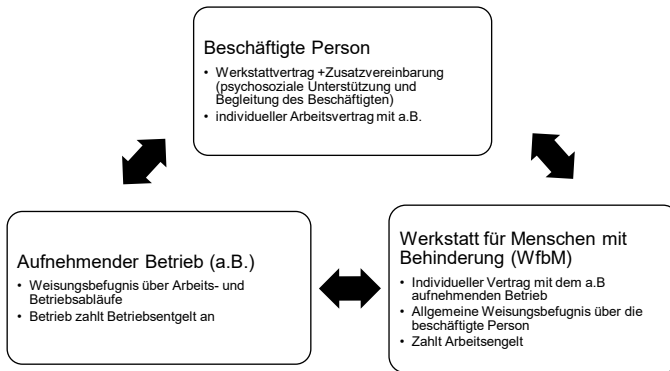 Beschäftigte Person
• Werkstattvertrag +Zusatzvereinbarung
(psychosoziale Unterstützung und
Begleitung des Beschäftigten)
• individueller Arbeitsvertrag mit a.B.
Aufnehmender Betrieb (a.B.)
• Weisungsbefugnis über Arbeits- und
Betriebsabläufe
• Betrieb zahlt Betriebsentgelt an
Werkstatt für Menschen mit
Behinderung (WfbM)
• Individueller Vertrag mit dem a.B
aufnehmenden Betrieb
• Allgemeine Weisungsbefugnis über die
beschäftigte Person
• Zahlt Arbeitsengelt